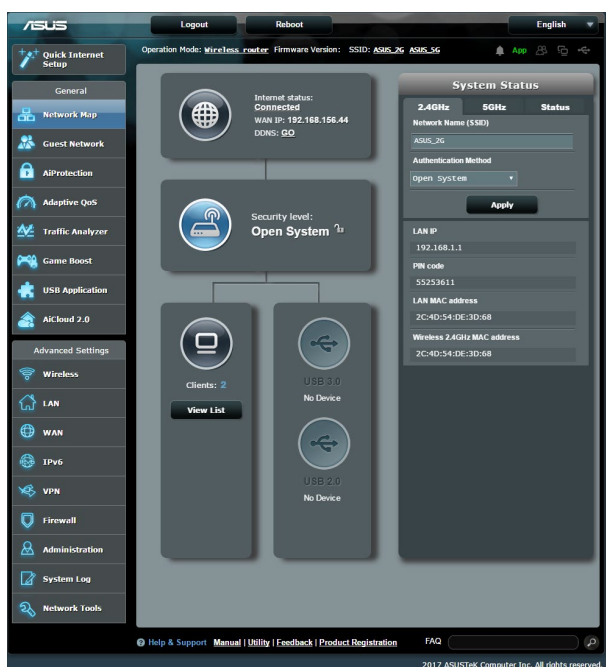 ASUS
Logout
Reboot
English
Quick Internet
Setup
Operation Mode: Wireless router Firmware Version: SSID: ASUS_2G ASUS_5G
App
General
Network Map
Guest Network
AiProtection
Adaptive QoS
Traffic Analyzer
Game Boost
USB Application
AiCloud 2.0
Advanced Settings
Wireless
LAN
WAN
IPv6
VPN
Firewall
Administration
System Log
Network Tools
Internet status:
Connected
WAN IP: 192.168.156.44
DDNS: GO
Security level:
Open System
Clients: 2
View List
USB 3.0
No Device
USB 2.0
No Device
System Status
2.4GHz 5GHz Status
Network Name (SSID)
ASUS_2G
Authentication Method
Open System
Apply
LAN IP
192.168.1.1
PIN code
55253611
LAN MAC address
2C:4D:54:DE:3D:68
Wireless 2.4GHz MAC address
2C:4D:54:DE:3D:68
Help & Support Manual | Utility | Feedback | Product Registration FAQ
2017 ASUSTeK Computer Inc. All rights reserved.